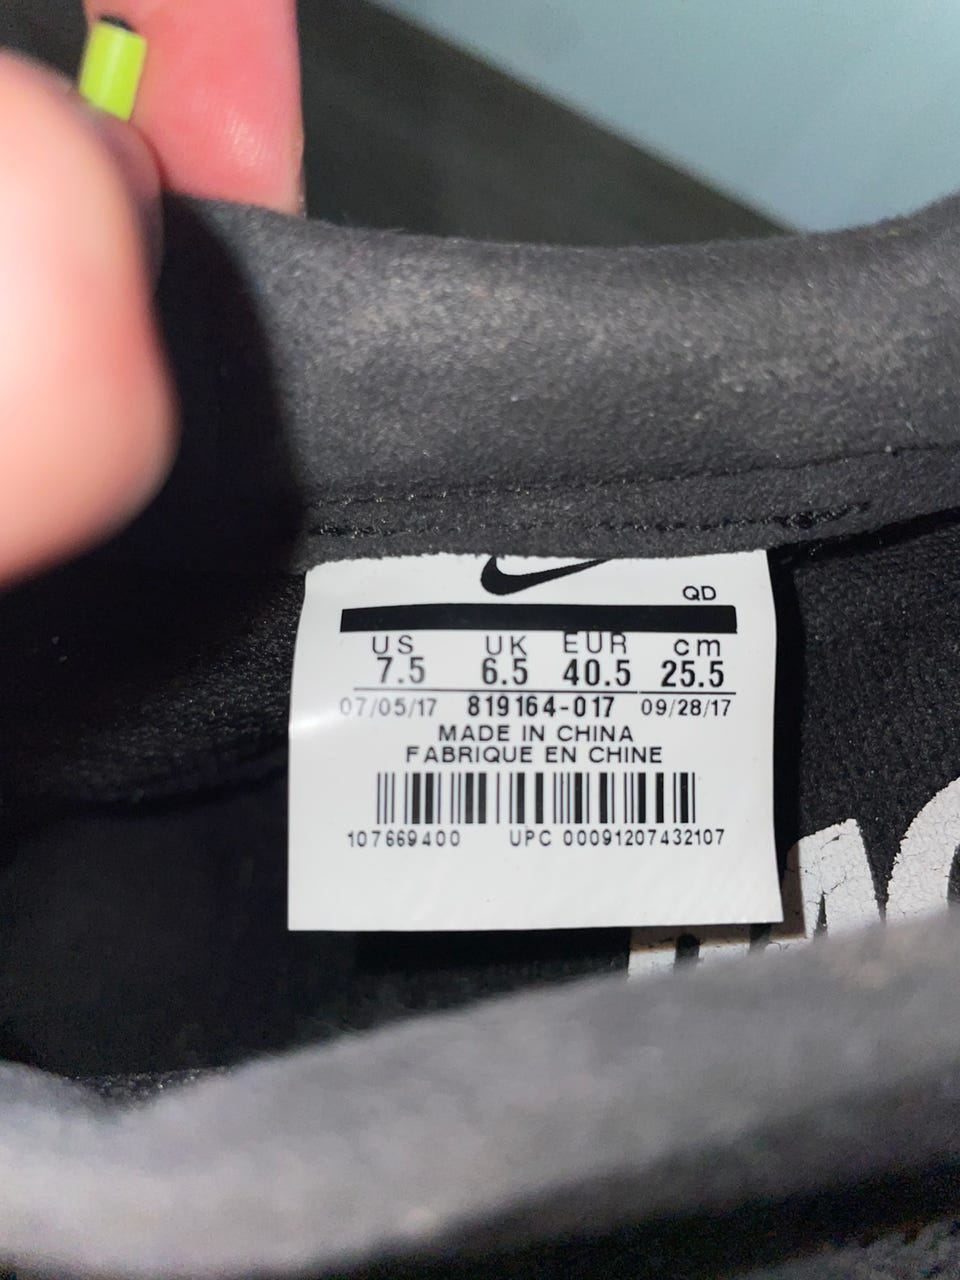 QD
US UK EUR cm
7.5 6.5 40.5 25.5
07/05/17 819164-017 09/28/17
MADE IN CHINA
FABRIQUE EN CHINE
107669400 UPC 00091207432107